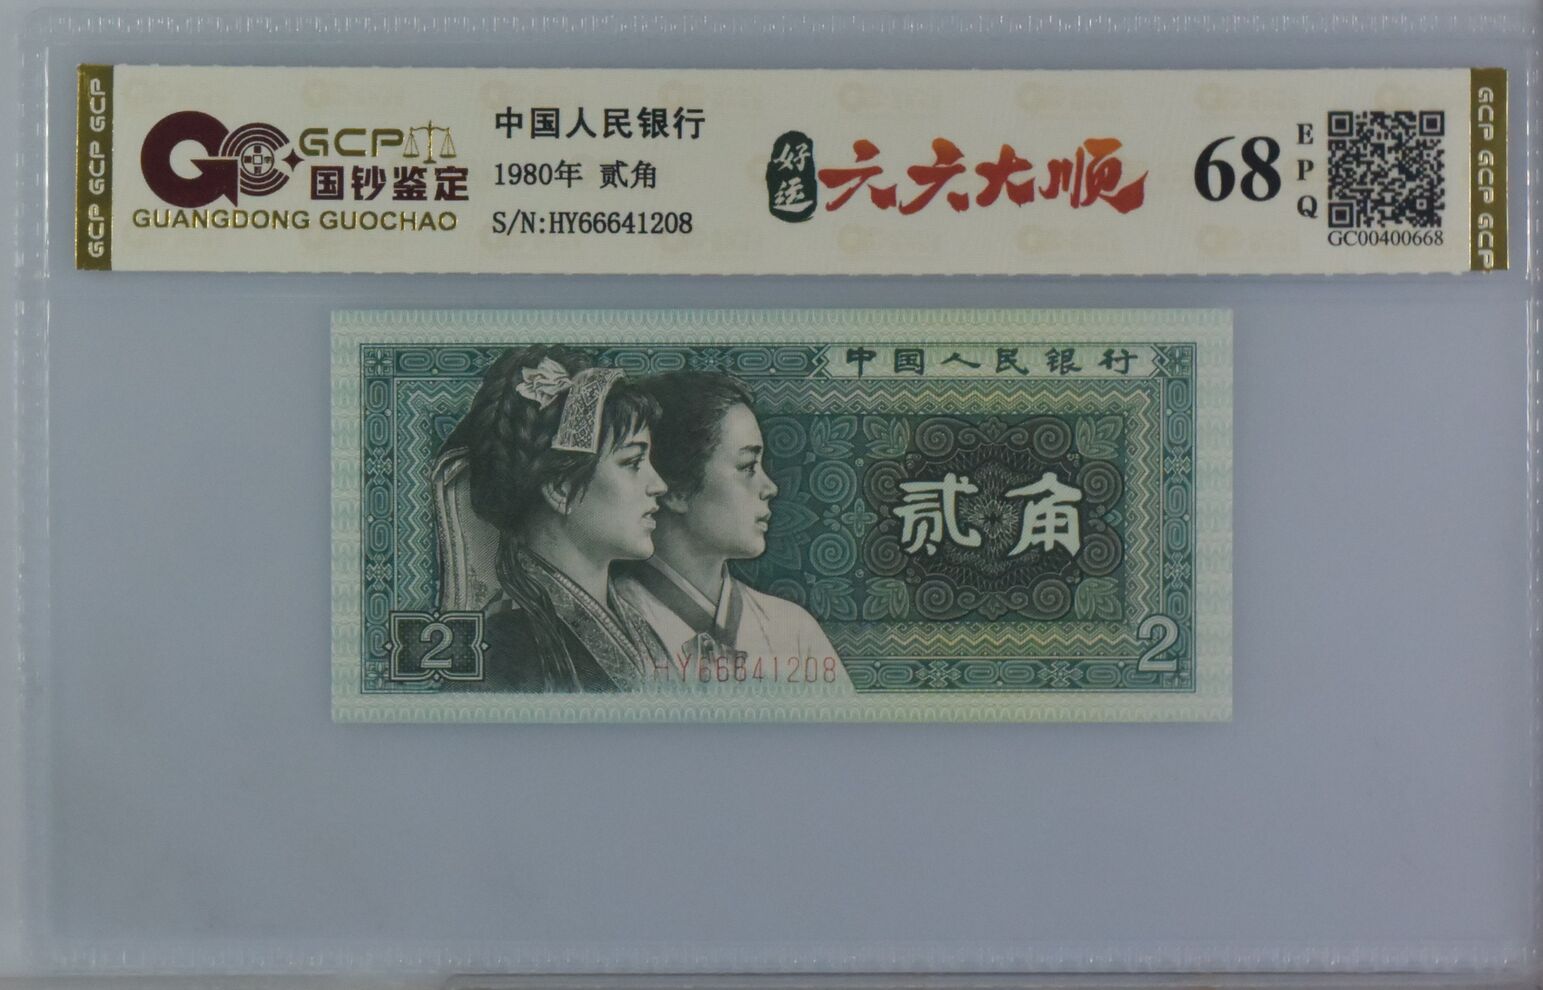 GCP GCP GCP
GCP
国钞鉴定
GUANGDONG GUOCHAO
中国人民银行
1980年 贰角
S/N:HY66641208
好运
六六大顺
68
EPQ
GC00400668
GCP GCP GCP
中国人民银行
贰角
2
2
HY66641208